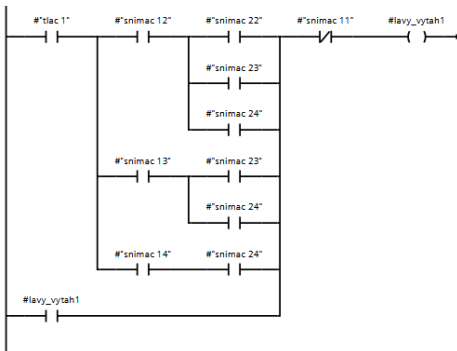 #"tlac 1" #"snimac 12" #"snimac 22" #"snimac 11" #lavy_vytah1
#"snimac 23"
#"snimac 24"
#"snimac 13" #"snimac 23"
#"snimac 24"
#"snimac 14" #"snimac 24"
#lavy_vytah1